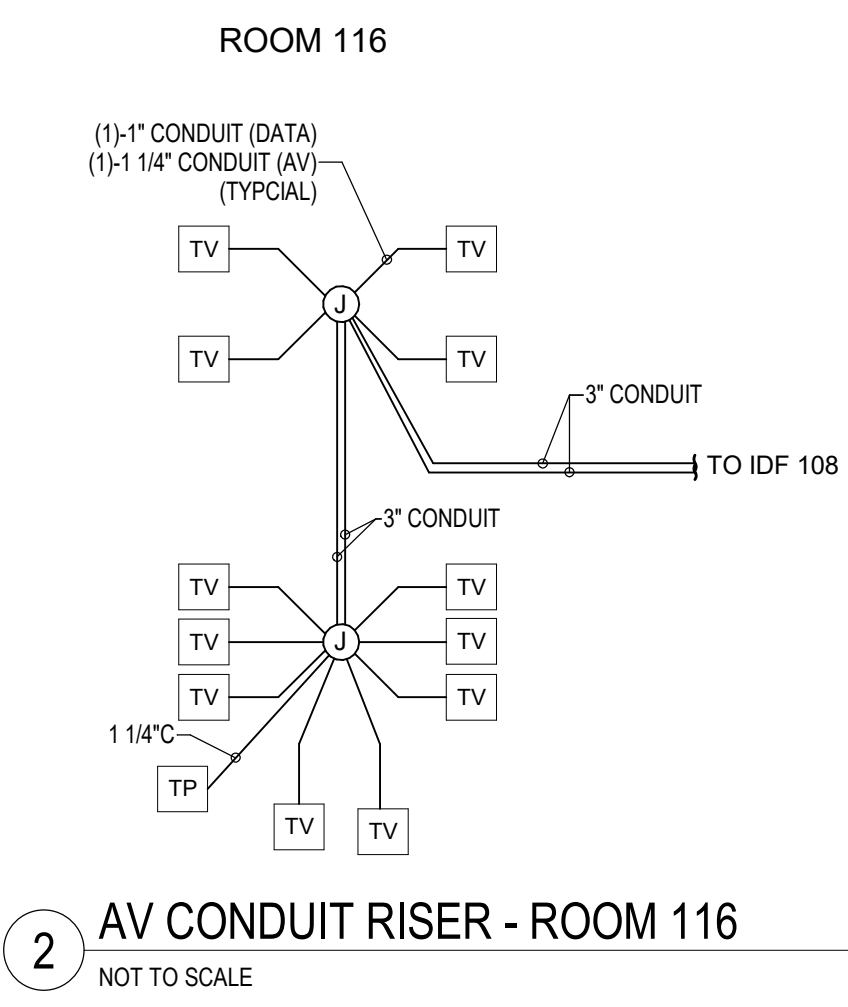 ROOM 116
(1)-1" CONDUIT (DATA)
(1)-1 1/4" CONDUIT (AV)
(TYPCIAL)
TV
TV
J
TV
TV
3" CONDUIT
TO IDF 108
3" CONDUIT
TV
TV
TV
J
TV
TV
TV
1 1/4"C
TP
TV
TV
2
AV CONDUIT RISER - ROOM 116
NOT TO SCALE